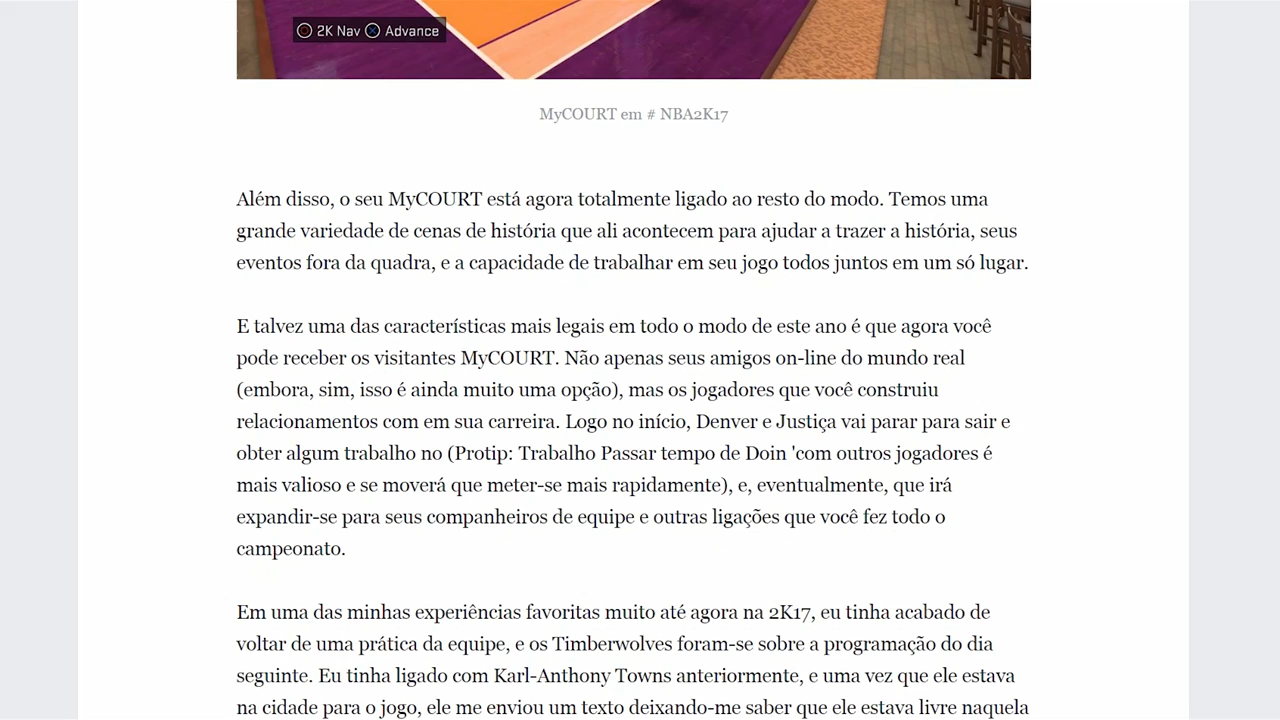 2K Nav Advance
MyCOURT em # NBA2K17
Além disso, o seu MyCOURT está agora totalmente ligado ao resto do modo. Temos uma
grande variedade de cenas de história que ali acontecem para ajudar a trazer a história, seus
eventos fora da quadra, e a capacidade de trabalhar em seu jogo todos juntos em um só lugar.
E talvez uma das características mais legais em todo o modo de este ano é que agora você
pode receber os visitantes MyCOURT. Não apenas seus amigos on-line do mundo real
(embora, sim, isso é ainda muito uma opção), mas os jogadores que você construiu
relacionamentos com em sua carreira. Logo no início, Denver e Justiça vai parar para sair e
obter algum trabalho no (Protip: Trabalho Passar tempo de Doin 'com outros jogadores é
mais valioso e se moverá que meter-se mais rapidamente), e, eventualmente, que irá
expandir-se para seus companheiros de equipe e outras ligações que você fez todo o
campeonato.
Em uma das minhas experiências favoritas muito até agora na 2K17, eu tinha acabado de
voltar de uma prática da equipe, e os Timberwolves foram-se sobre a programação do dia
seguinte. Eu tinha ligado com Karl-Anthony Towns anteriormente, e uma vez que ele estava
na cidade para o jogo, ele me enviou um texto deixando-me saber que ele estava livre naquela